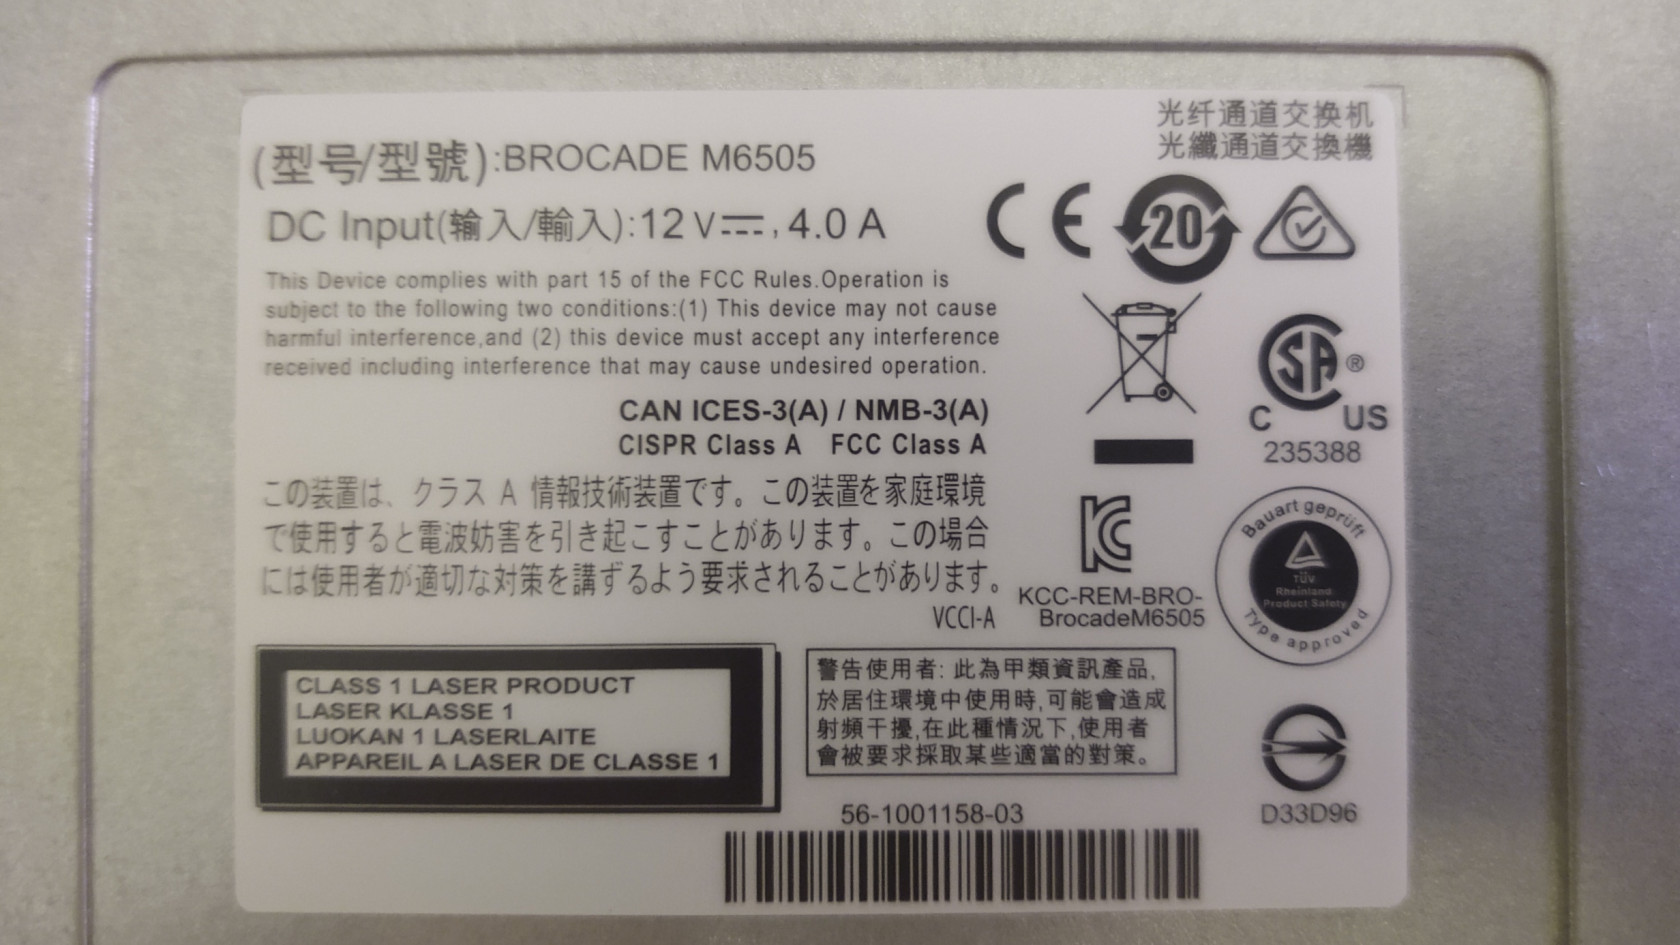 光纤通道交换机
光纖通道交換機
(型号/型號):BROCADE M6505
DC Input(输入/輸入):12 V⎓, 4.0 A
CE
20
This Device complies with part 15 of the FCC Rules.Operation is
subject to the following two conditions:(1) This device may not cause
harmful interference,and (2) this device must accept any interference
received including interference that may cause undesired operation.
SA®
C US
235388
CAN ICES-3(A) / NMB-3(A)
CISPR Class A FCC Class A
この装置は、クラス A 情報技術装置です。この装置を家庭環境
で使用すると電波妨害を引き起こすことがあります。この場合
には使用者が適切な対策を講ずるよう要求されることがあります。
VCCI-A
KC
KCC-REM-BRO-
BrocadeM6505
Bauart geprüft
TÜV
Rheinland
Product Safety
Type approved
CLASS 1 LASER PRODUCT
LASER KLASSE 1
LUOKAN 1 LASERLAITE
APPAREIL A LASER DE CLASSE 1
警告使用者: 此為甲類資訊產品,
於居住環境中使用時,可能會造成
射頻干擾,在此種情況下,使用者
會被要求採取某些適當的對策。
D33D96
56-1001158-03